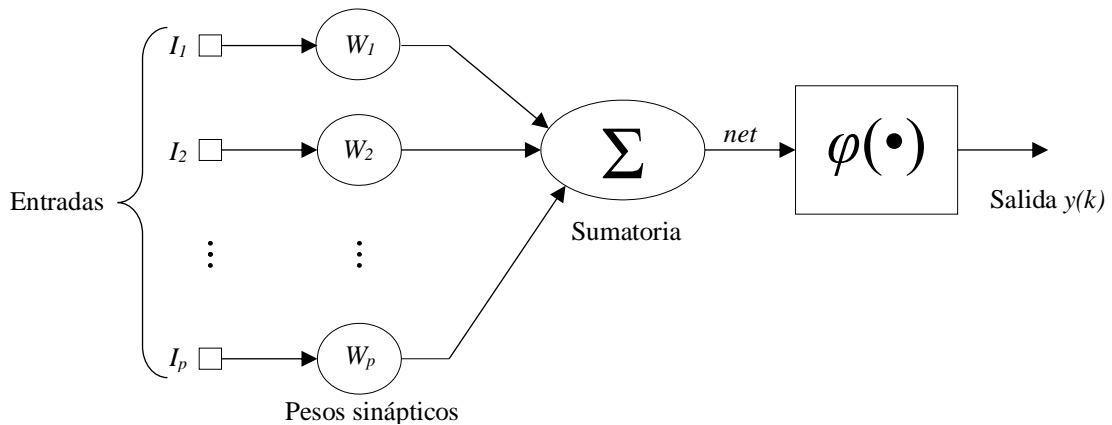 I₁ W₁
I₂ W₂ Σ net φ(•)
Entradas Salida y(k)
Sumatoria
⋮ ⋮
Iₚ Wₚ
Pesos sinápticos